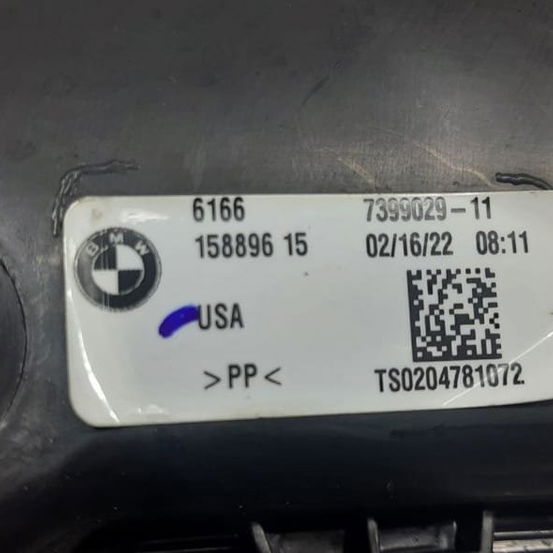 6166 7399029-11
158896 15 02/16/22 08:11
BMW
USA
>PP<
TS0204781072